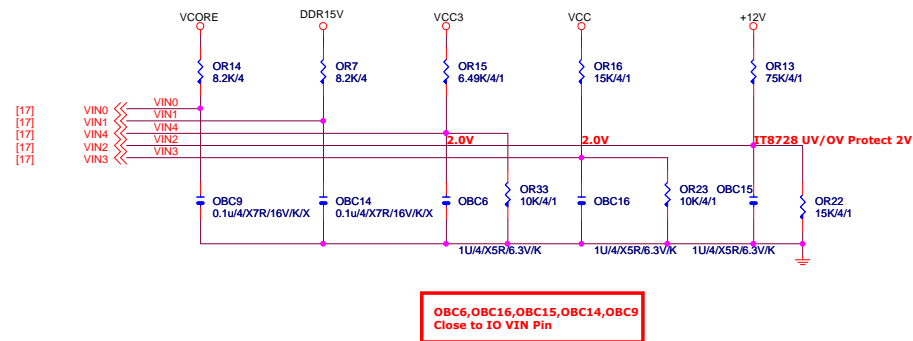 VCORE
DDR15V
VCC3
VCC
+12V
OR14
8.2K/4
OR7
8.2K/4
OR15
6.49K/4/1
OR16
15K/4/1
OR13
75K/4/1
[17] VIN0 VIN0
[17] VIN1 VIN1
[17] VIN4 VIN4
[17] VIN2 VIN2
[17] VIN3 VIN3
2.0V
2.0V
IT8728 UV/OV Protect 2V
OBC9
0.1u/4/X7R/16V/K/X
OBC14
0.1u/4/X7R/16V/K/X
OBC6
OR33
10K/4/1
OBC16
OR23
10K/4/1
OBC15
OR22
15K/4/1
1U/4/X5R/6.3V/K
1U/4/X5R/6.3V/K
1U/4/X5R/6.3V/K
OBC6,OBC16,OBC15,OBC14,OBC9
Close to IO VIN Pin